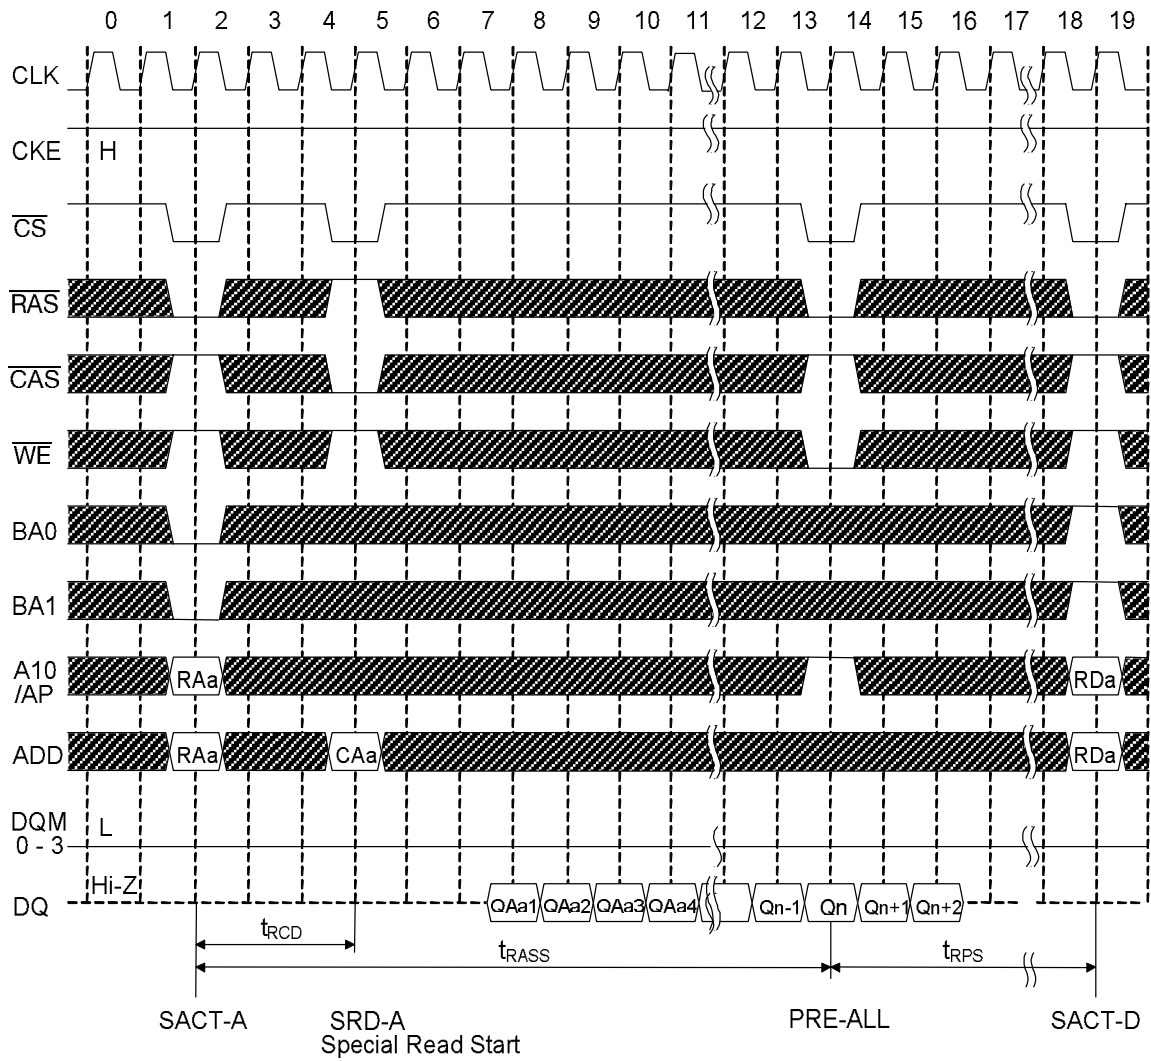 0 1 2 3 4 5 6 7 8 9 10 11 12 13 14 15 16 17 18 19
CLK
CKE H
CS
RAS
CAS
WE
BA0
BA1
A10 RAa RDa
/AP
ADD RAa CAa RDa
DQM L
0 - 3
Hi-Z
DQ QAa1 QAa2 QAa3 QAa4 Qn-1 Qn Qn+1 Qn+2
tRCD
tRASS tRPS
SACT-A SRD-A PRE-ALL SACT-D
Special Read Start